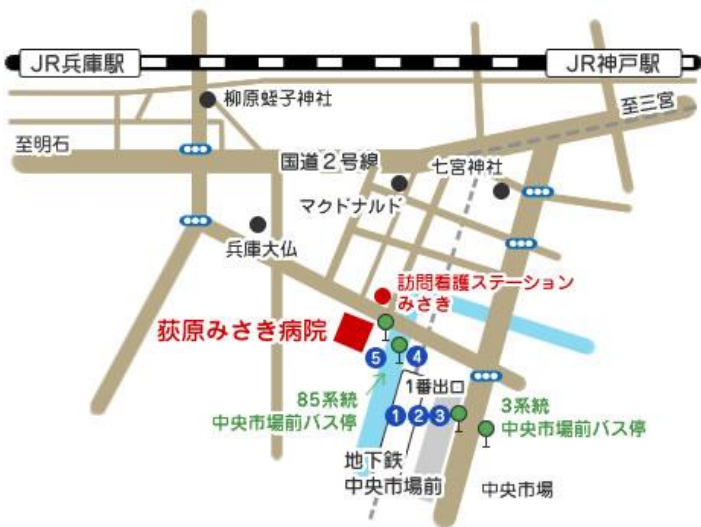 JR兵庫駅
JR神戸駅
柳原蛭子神社
至三宮
至明石
国道2号線
七宮神社
マクドナルド
兵庫大仏
訪問看護ステーション
みさき
荻原みさき病院
5
4
1番出口
85系統
中央市場前バス停
1
2
3
3系統
中央市場前バス停
地下鉄
中央市場前
中央市場